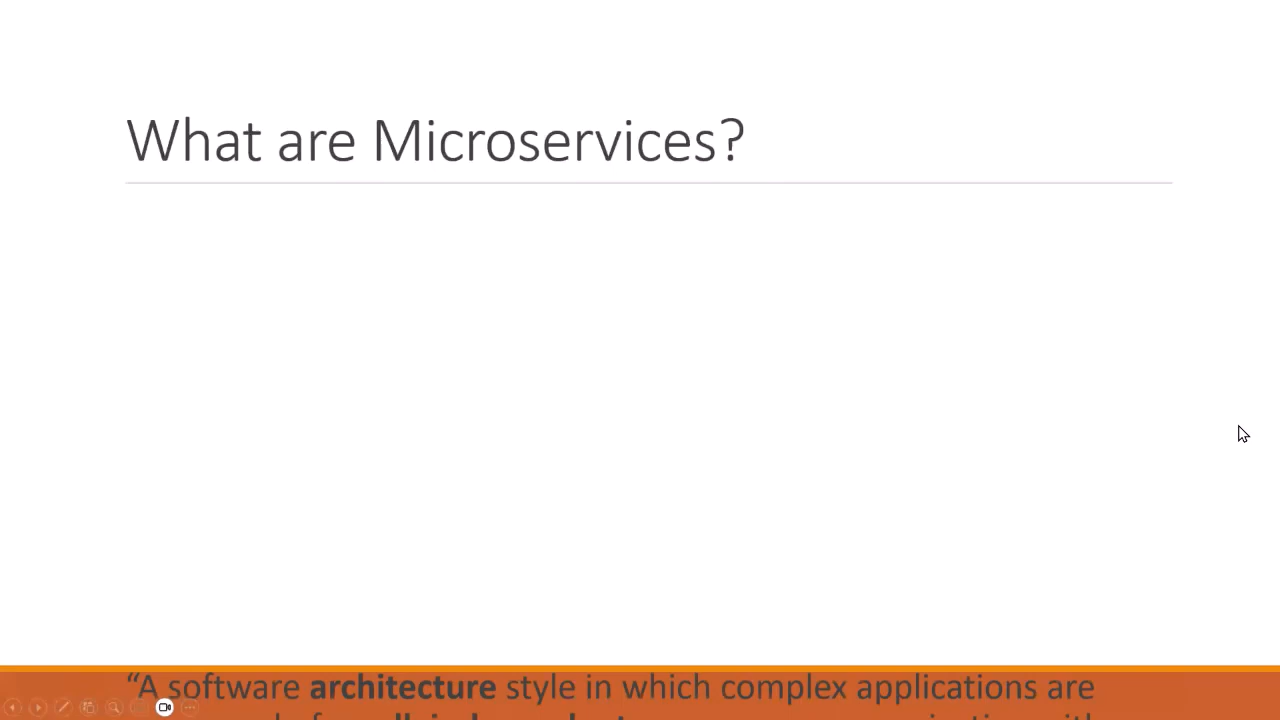 What are Microservices?
“A software architecture style in which complex applications are